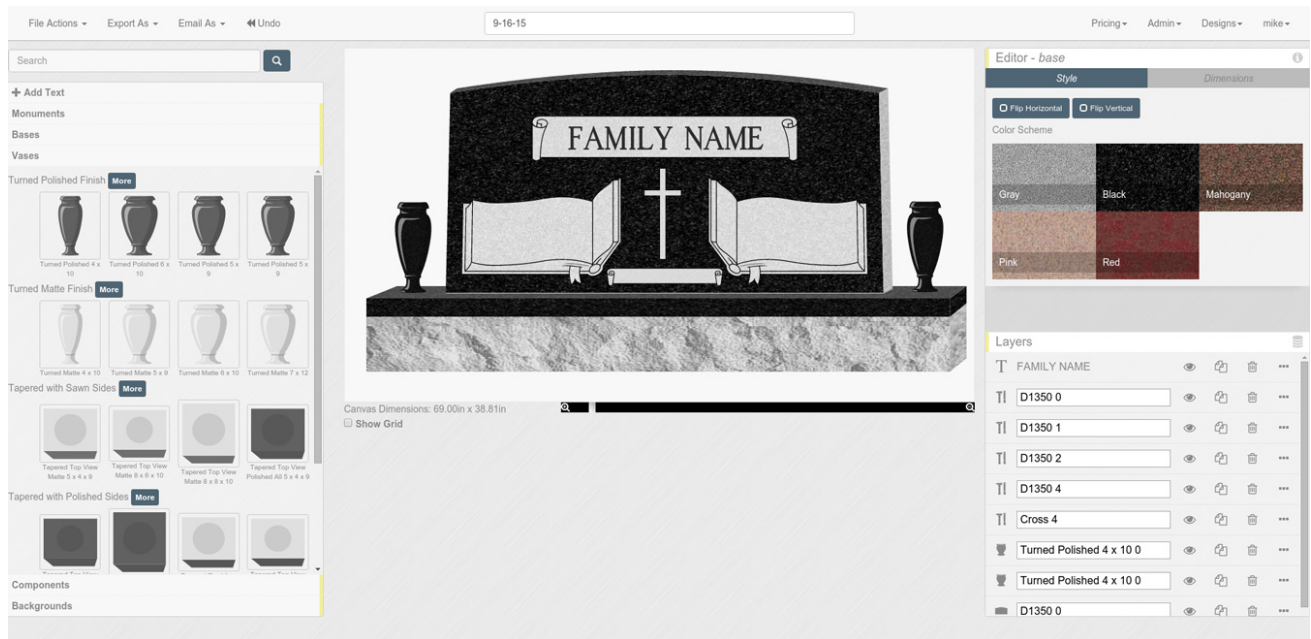 File Actions Export As Email As Undo
9-16-15
Pricing Admin Designs mike
Search
Add Text
Monuments
Bases
Vases
Turned Polished Finish More
Turned Polished 4 x 10
Turned Polished 6 x 10
Turned Polished 5 x 9
Turned Polished 5 x 9
Turned Matte Finish More
Turned Matte 4 x 10 Turned Matte 5 x 9 Turned Matte 6 x 10 Turned Matte 7 x 12
Tapered with Sawn Sides More
Tapered Top View Matte 5 x 4 x 9
Tapered Top View Matte 8 x 6 x 10
Tapered Top View Matte 8 x 8 x 10
Tapered Top View Polished All 5 x 4 x 9
Tapered with Polished Sides More
Components
Backgrounds
FAMILY NAME
Canvas Dimensions: 69.00in x 38.81in
Show Grid
Editor - base
Style Dimensions
Flip Horizontal Flip Vertical
Color Scheme
Gray Black Mahogany
Pink Red
Layers
FAMILY NAME
D1350 0
D1350 1
D1350 2
D1350 4
Cross 4
Turned Polished 4 x 10 0
Turned Polished 4 x 10 0
D1350 0